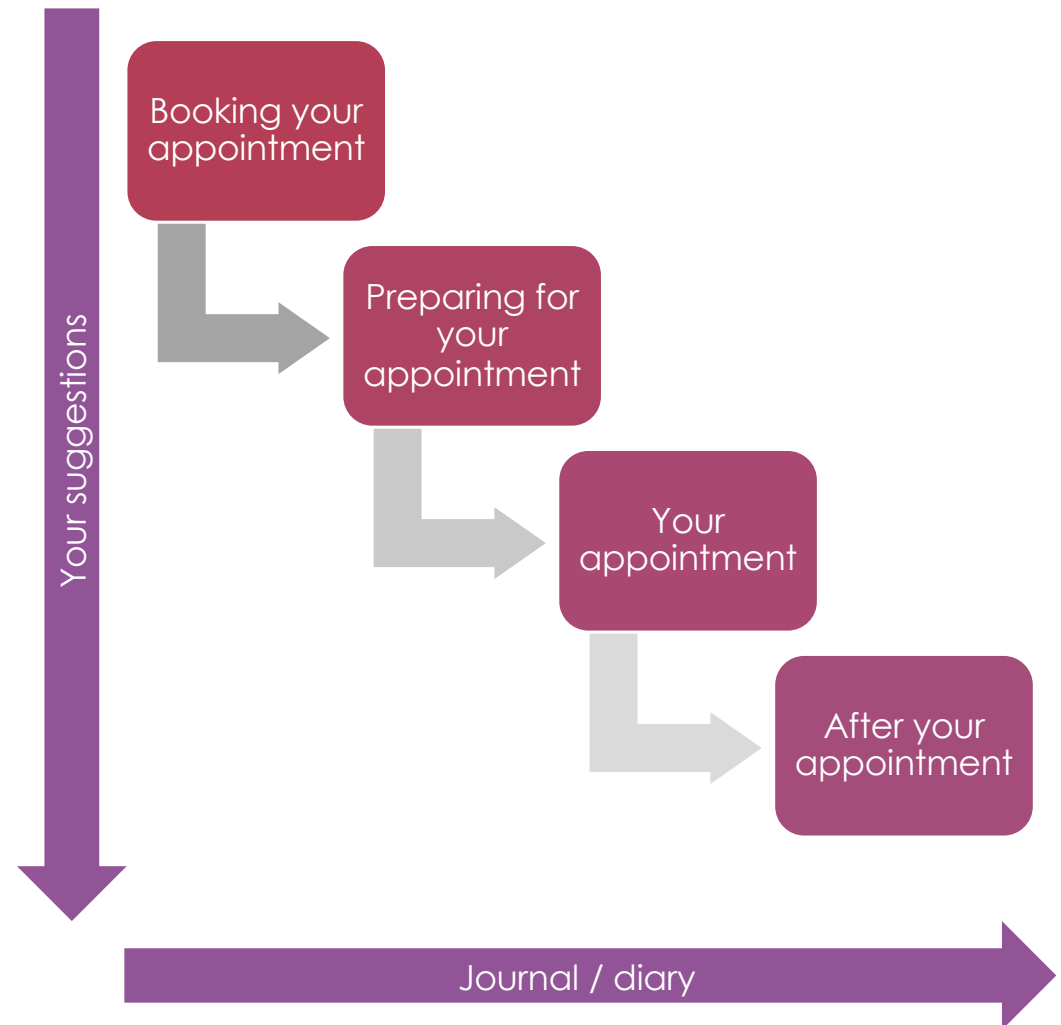 Booking your
appointment
Preparing for
your
appointment
Your suggestions
Your
appointment
After your
appointment
Journal / diary